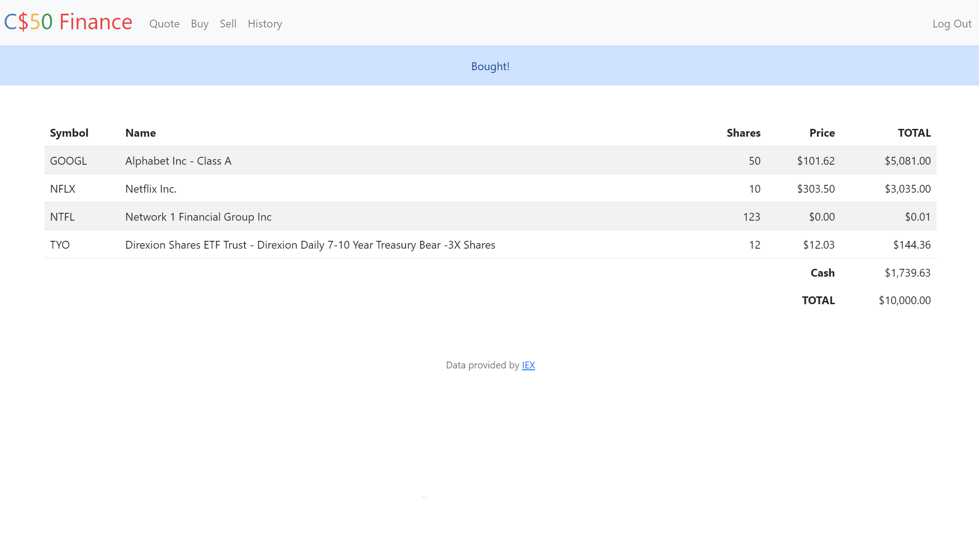 C$50 Finance Quote Buy Sell History Log Out
Bought!
Symbol Name Shares Price TOTAL
GOOGL Alphabet Inc - Class A 50 $101.62 $5,081.00
NFLX Netflix Inc. 10 $303.50 $3,035.00
NTFL Network 1 Financial Group Inc 123 $0.00 $0.01
TYO Direxion Shares ETF Trust - Direxion Daily 7-10 Year Treasury Bear -3X Shares 12 $12.03 $144.36
Cash $1,739.63
TOTAL $10,000.00
Data provided by IEX